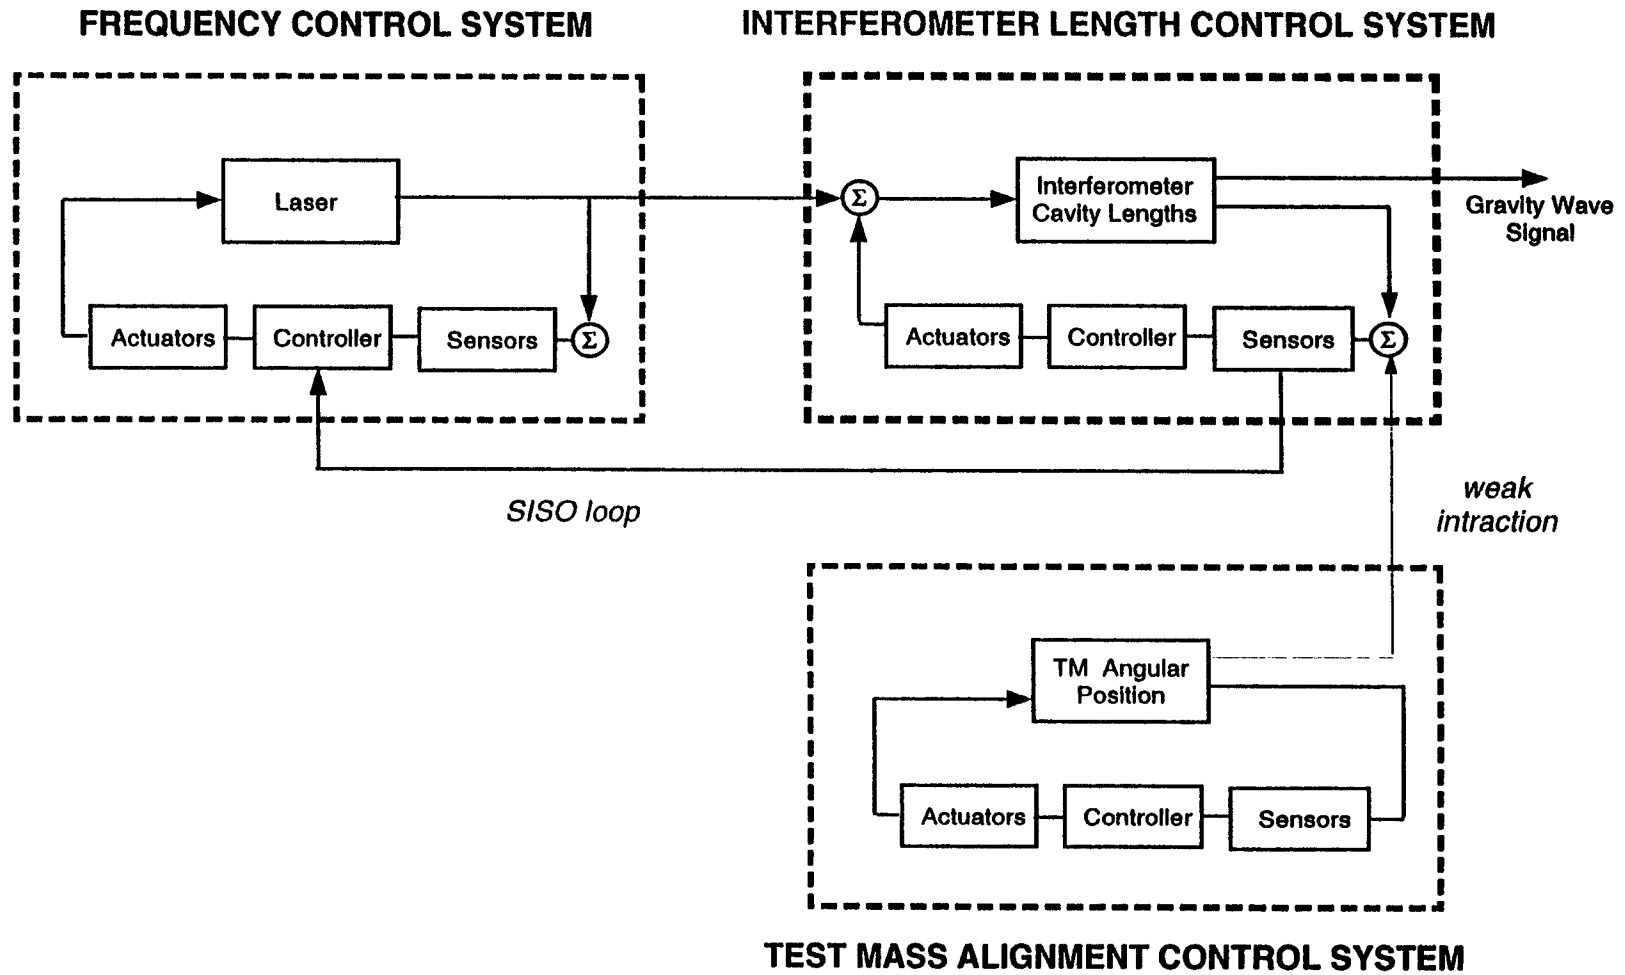 FREQUENCY CONTROL SYSTEM
INTERFEROMETER LENGTH CONTROL SYSTEM
Laser
Σ
Interferometer
Cavity Lengths
Gravity Wave
Signal
Actuators
Controller
Sensors
Σ
Actuators
Controller
Sensors
Σ
SISO loop
weak
intraction
TM Angular
Position
Actuators
Controller
Sensors
TEST MASS ALIGNMENT CONTROL SYSTEM